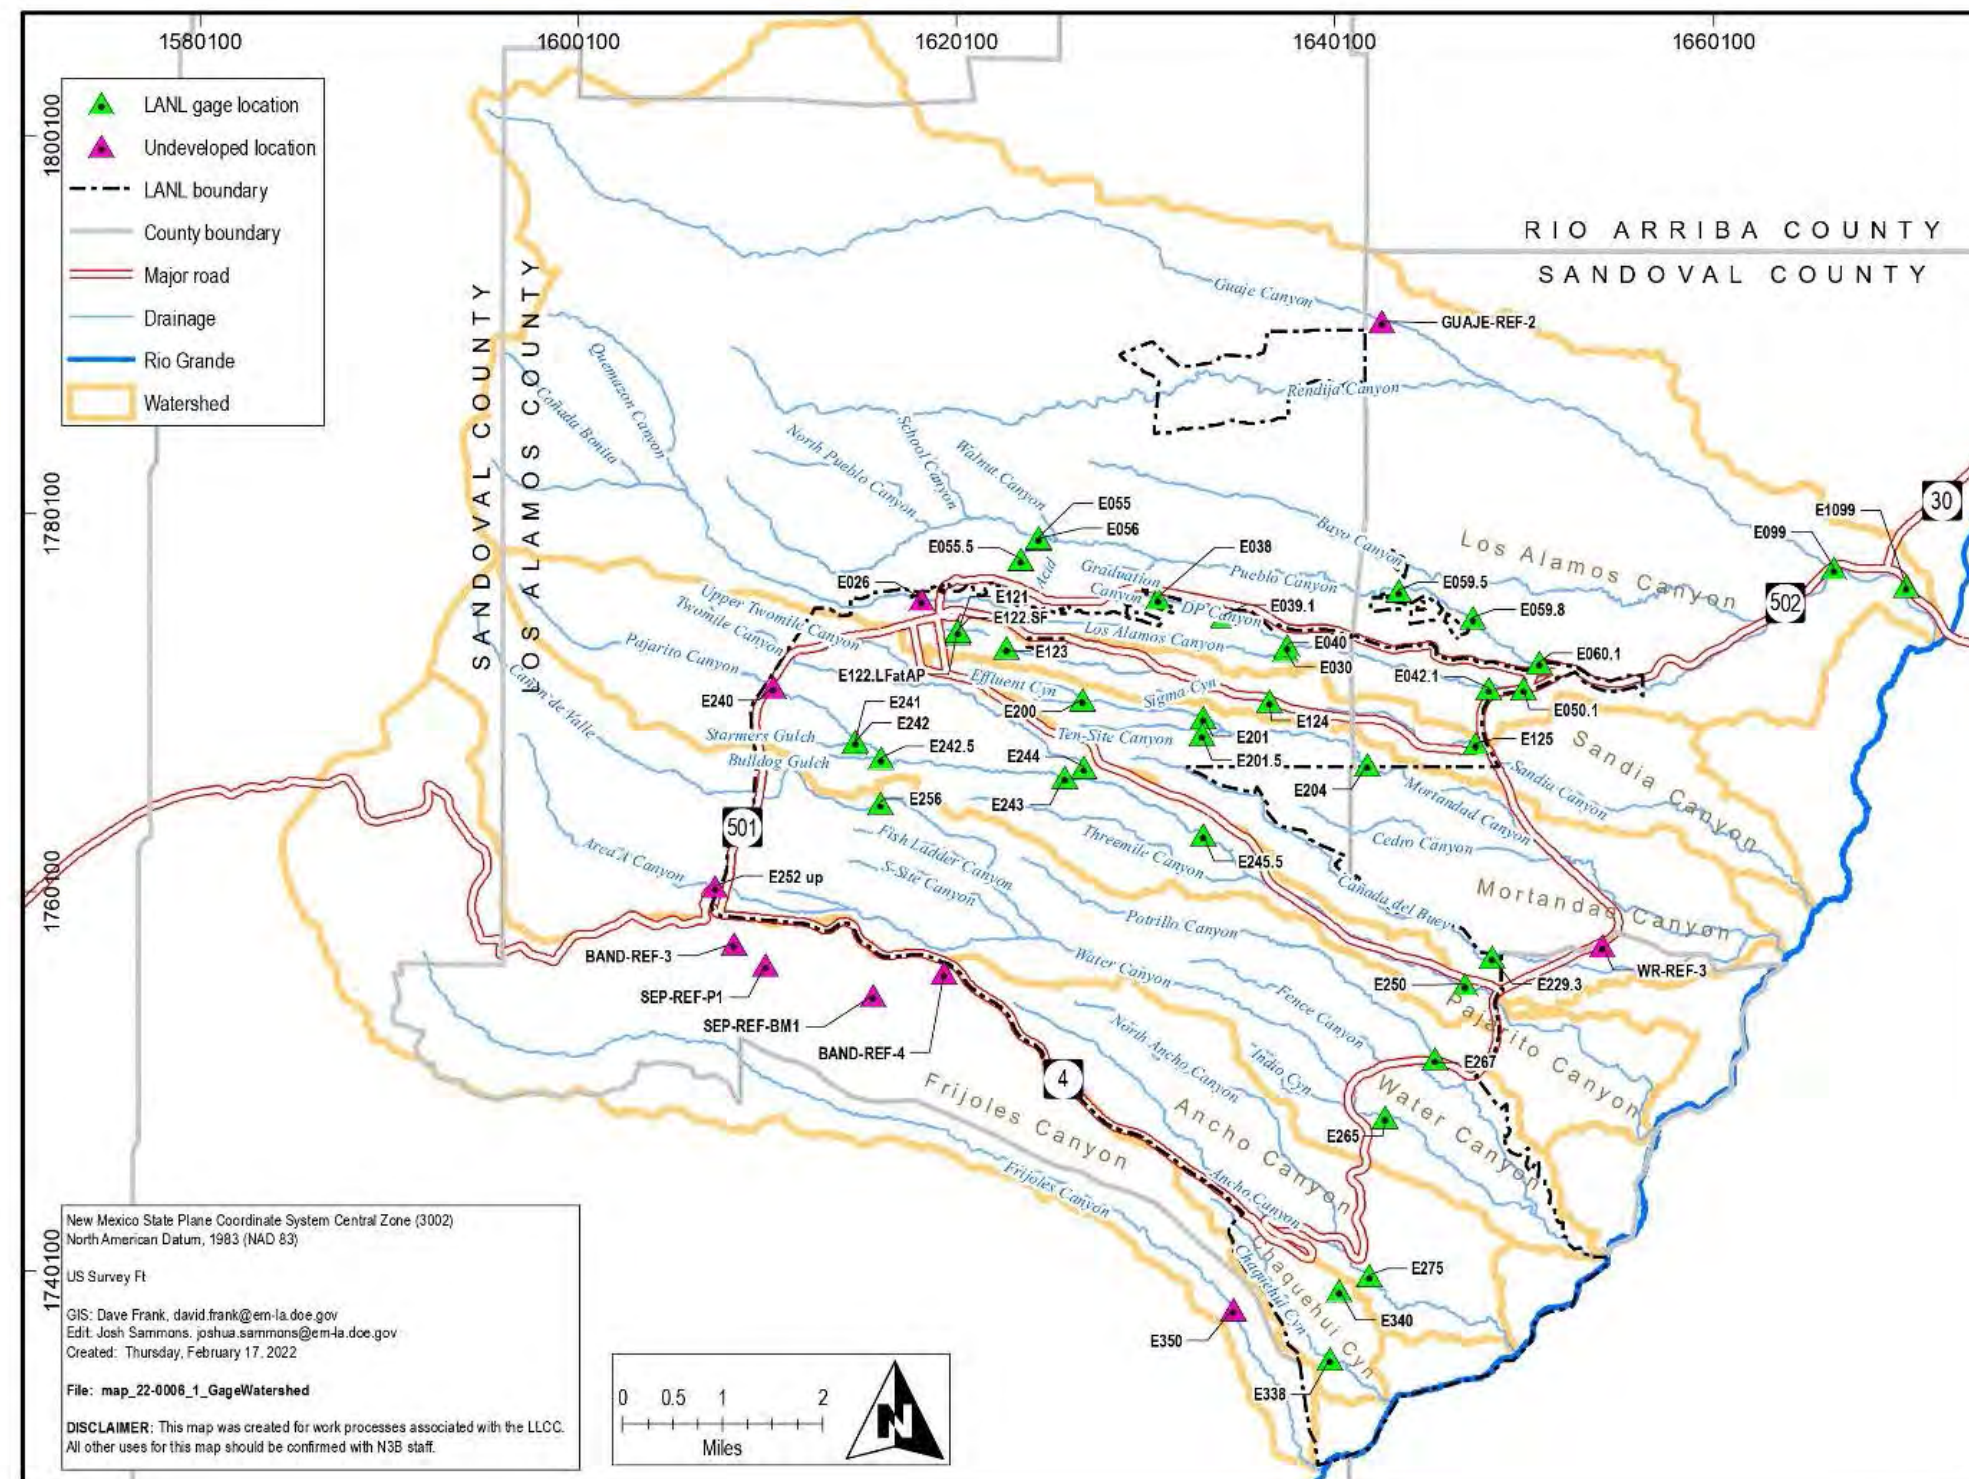 1580100
1600100
1620100
1640100
1660100
1800100
1780100
1760100
1740100
LANL gage location
Undeveloped location
LANL boundary
County boundary
Major road
Drainage
Rio Grande
Watershed
RIO ARRIBA COUNTY
SANDOVAL COUNTY
SANDOVAL COUNTY
LOS ALAMOS COUNTY
Guaje Canyon
GUAJE-REF-2
Rendija Canyon
Quemazon Canyon
Cañada Bonita
School Canyon
Walnut Canyon
North Pueblo Canyon
E055
E056
E055.5
Acid
Bayo Canyon
Los Alamos Canyon
E1099
E099
30
502
E026
E038
Graduation
Canyon
Pueblo Canyon
E059.5
E059.8
E121
E122.SF
DP Canyon
E039.1
Los Alamos Canyon
Upper Twomile Canyon
Twomile Canyon
Pajarito Canyon
Cañon de Valle
E123
E040
E030
E060.1
E042.1
E050.1
E122.LFatAP
Effluent Cyn
Sigma Cyn
E240
E241
E242
E200
E124
E125
Starmers Gulch
E242.5
Ten-Site Canyon
E201
E201.5
Bulldog Gulch
E244
E243
E204
Sandia Canyon
Sandia Canyon
E256
Mortandad Canyon
501
Fish Ladder Canyon
Threemile Canyon
Cedro Canyon
Area A Canyon
S-Site Canyon
E245.5
E252 up
Cañada del Buey
Mortandad Canyon
Potrillo Canyon
BAND-REF-3
Water Canyon
WR-REF-3
SEP-REF-P1
E250
E229.3
SEP-REF-BM1
Fence Canyon
Pajarito Canyon
BAND-REF-4
North Ancho Canyon
Indio Cyn
E267
4
Frijoles Canyon
Ancho Canyon
Water Canyon
E265
Frijoles Canyon
Ancho Canyon
Chaquehui Cyn
Chaquehui Cyn
E275
E340
E350
E338
New Mexico State Plane Coordinate System Central Zone (3002)
North American Datum, 1983 (NAD 83)
US Survey Ft
GIS: Dave Frank, david.frank@em-la.doe.gov
Edit: Josh Sammons, joshua.sammons@em-la.doe.gov
Created: Thursday, February 17, 2022
File: map_22-0006_1_GageWatershed
DISCLAIMER: This map was created for work processes associated with the LLCC.
All other uses for this map should be confirmed with N3B staff.
0 0.5 1 2
Miles
N